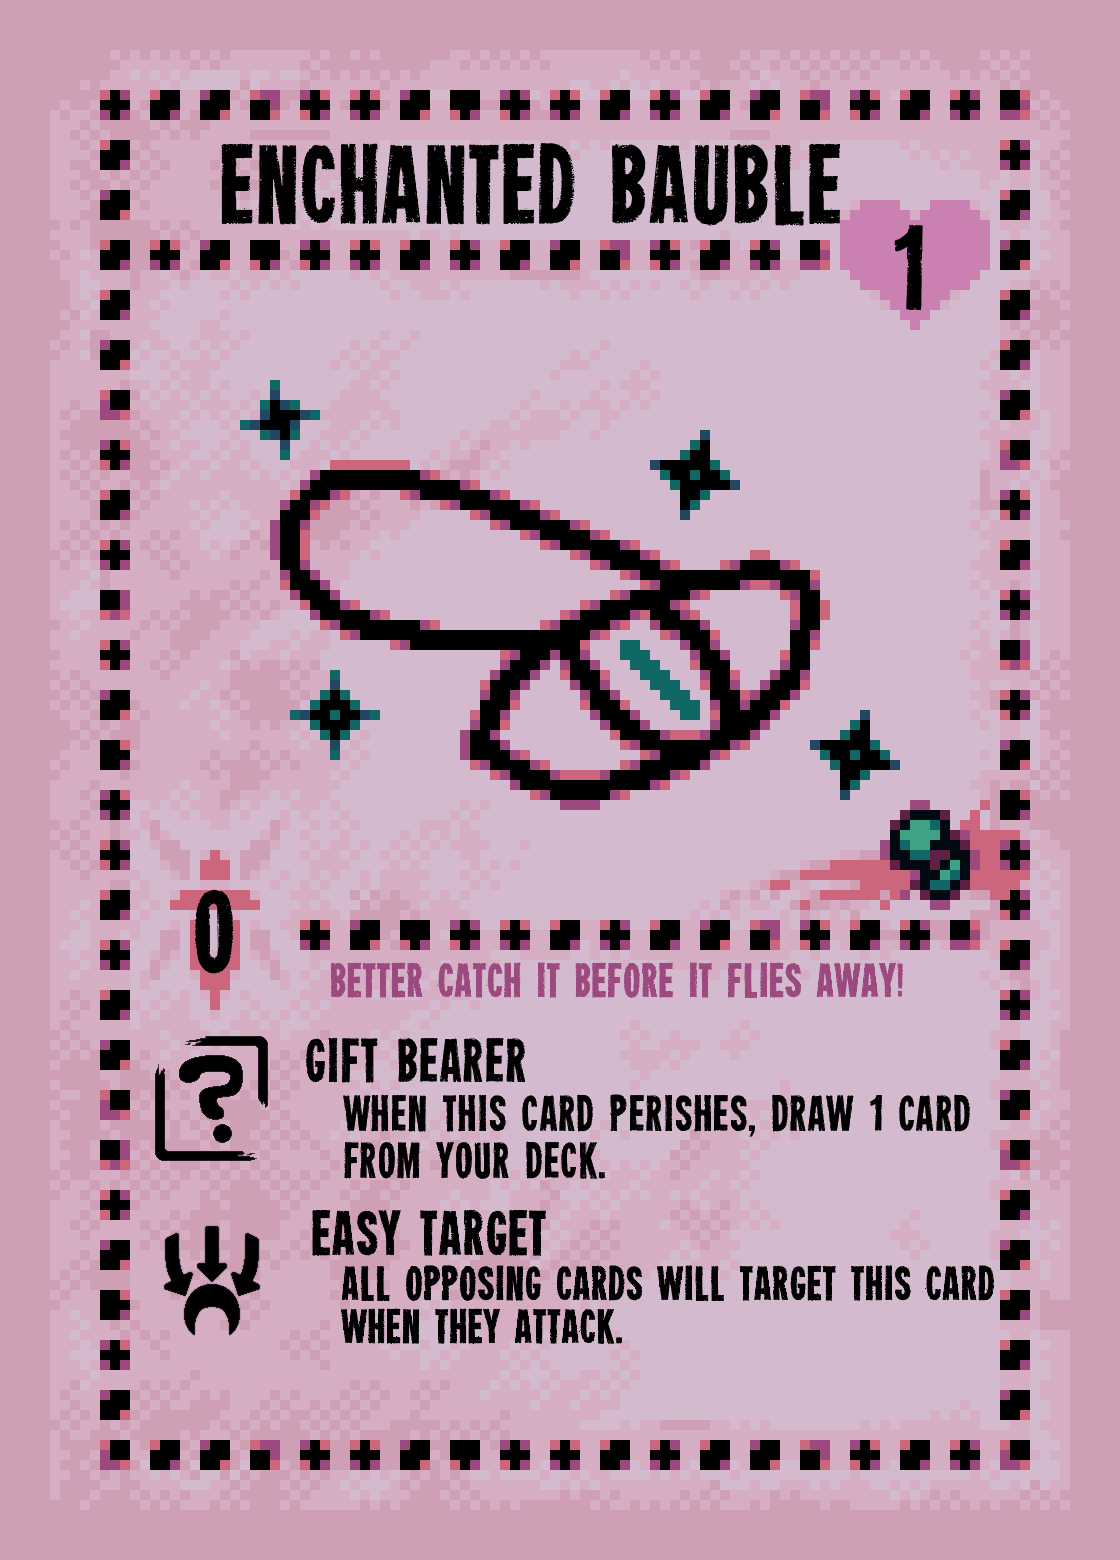 ENCHANTED BAUBLE
1
0
BETTER CATCH IT BEFORE IT FLIES AWAY!
?
GIFT BEARER
WHEN THIS CARD PERISHES, DRAW 1 CARD
FROM YOUR DECK.
EASY TARGET
ALL OPPOSING CARDS WILL TARGET THIS CARD
WHEN THEY ATTACK.